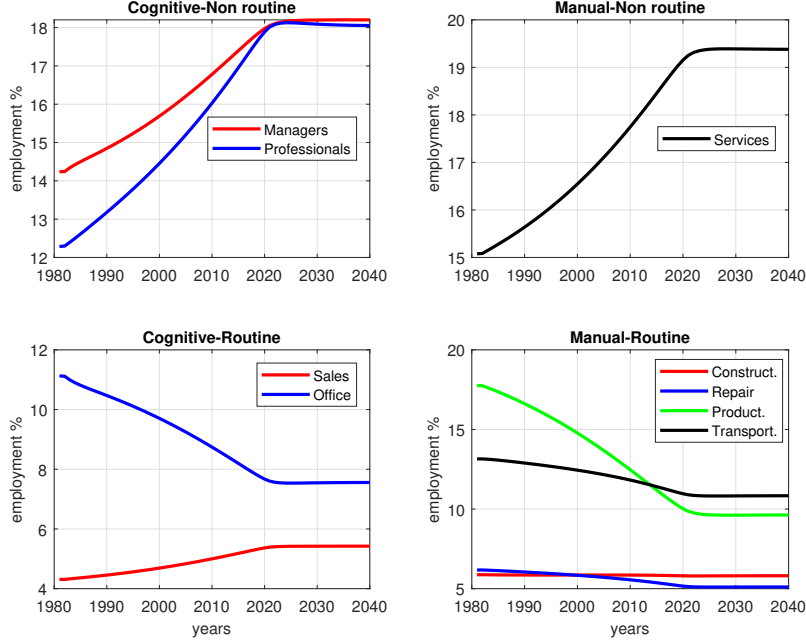 Cognitive-Non routine
employment %
18
17
16
15
14
13
12
1980 1990 2000 2010 2020 2030 2040
Managers
Professionals
Manual-Non routine
employment %
20
19
18
17
16
15
1980 1990 2000 2010 2020 2030 2040
Services
Cognitive-Routine
employment %
12
10
8
6
4
1980 1990 2000 2010 2020 2030 2040
years
Sales
Office
Manual-Routine
employment %
20
15
10
5
1980 1990 2000 2010 2020 2030 2040
years
Construct.
Repair
Product.
Transport.